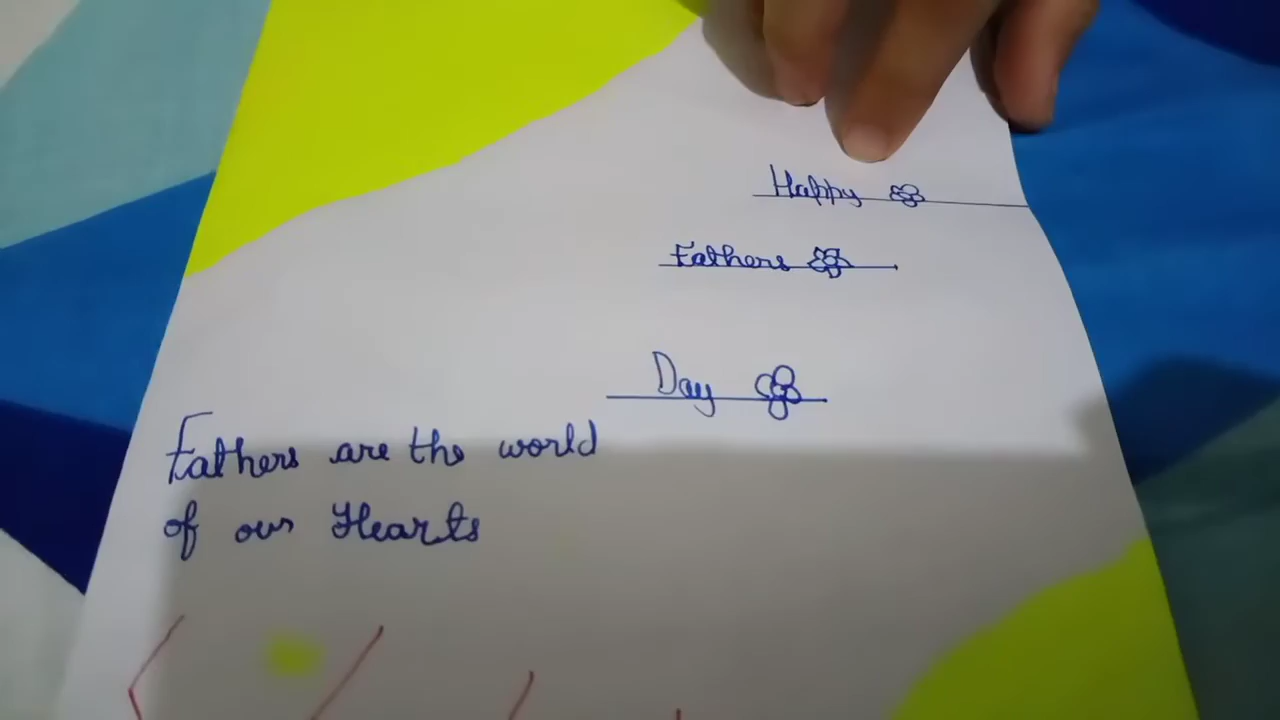 Happy
Fathers
Day
Fathers are the world
of our Hearts